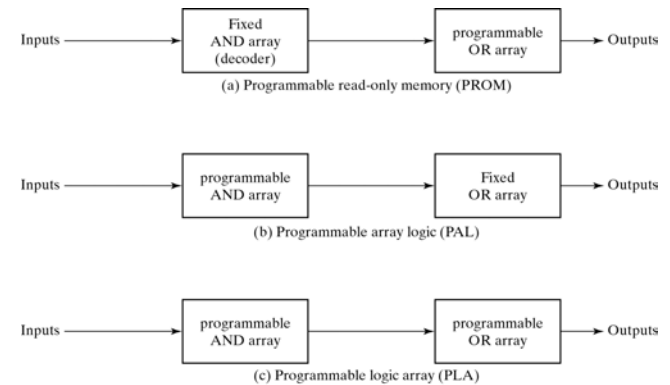 Fixed
AND array
(decoder)
programmable
OR array
Inputs
Outputs
(a) Programmable read-only memory (PROM)
programmable
AND array
Fixed
OR array
Inputs
Outputs
(b) Programmable array logic (PAL)
programmable
AND array
programmable
OR array
Inputs
Outputs
(c) Programmable logic array (PLA)